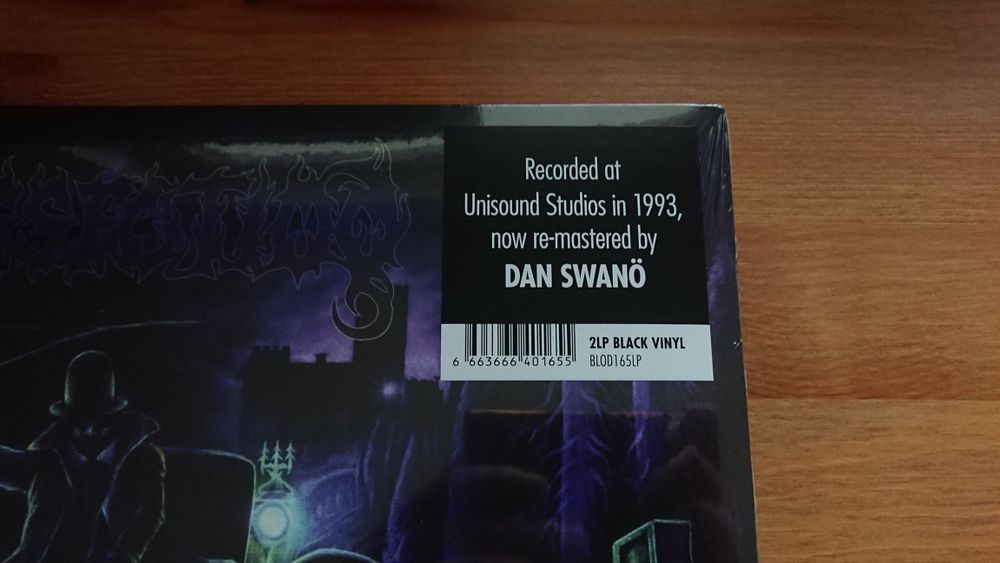 Recorded at
Unisound Studios in 1993,
now re-mastered by
DAN SWANÖ
6 663666 401655
2LP BLACK VINYL
BLOD165LP